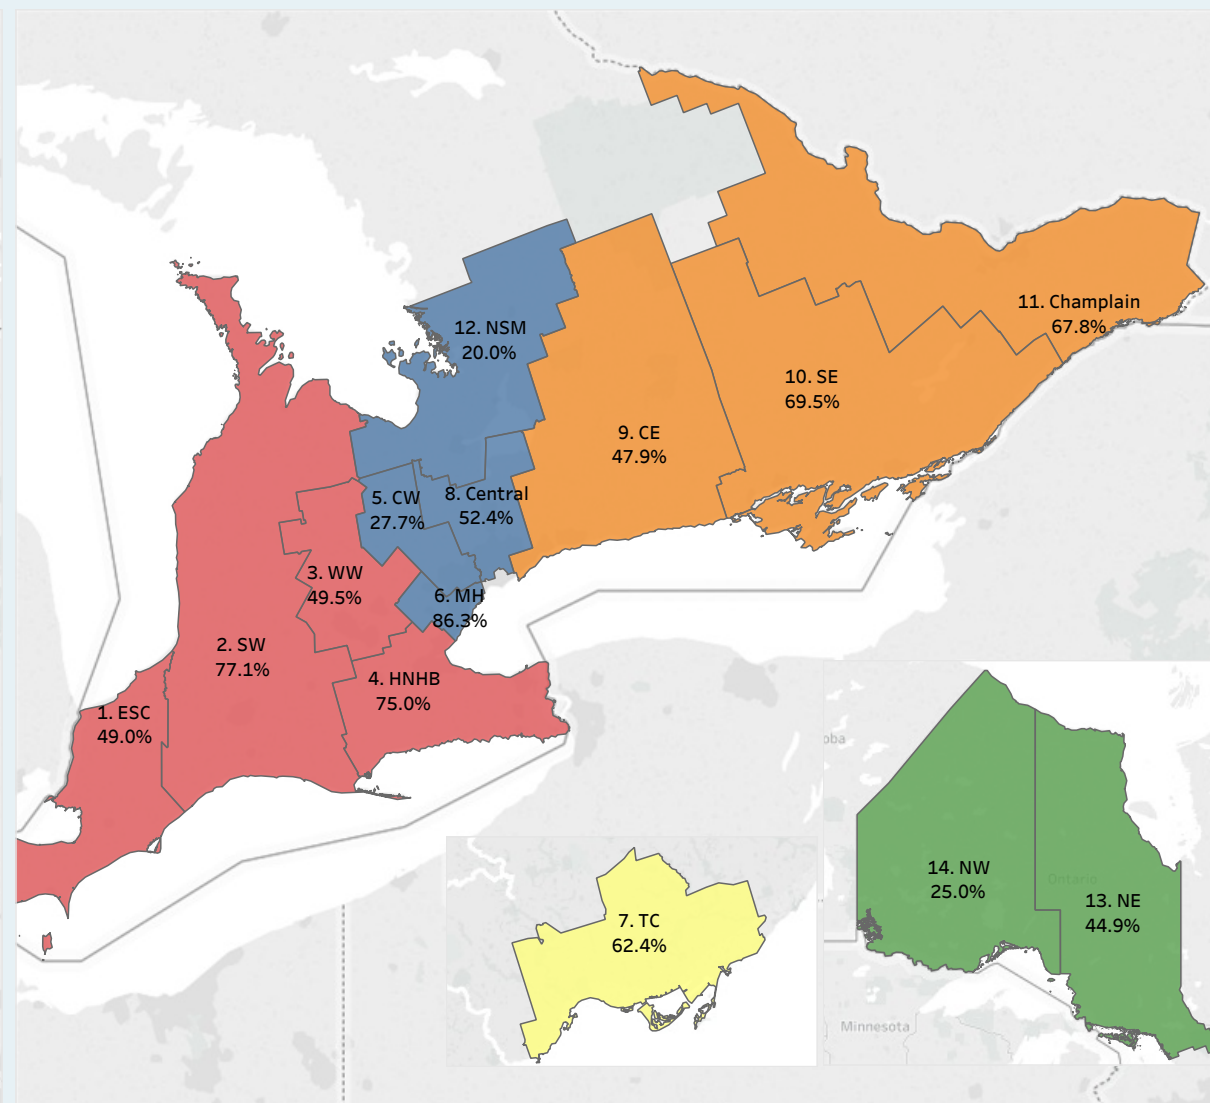 12. NSM
20.0%
11. Champlain
67.8%
10. SE
69.5%
9. CE
47.9%
5. CW
27.7%
8. Central
52.4%
3. WW
49.5%
6. MH
86.3%
2. SW
77.1%
4. HNHB
75.0%
1. ESC
49.0%
oba
14. NW
25.0%
Ontario
13. NE
44.9%
7. TC
62.4%
Minnesota